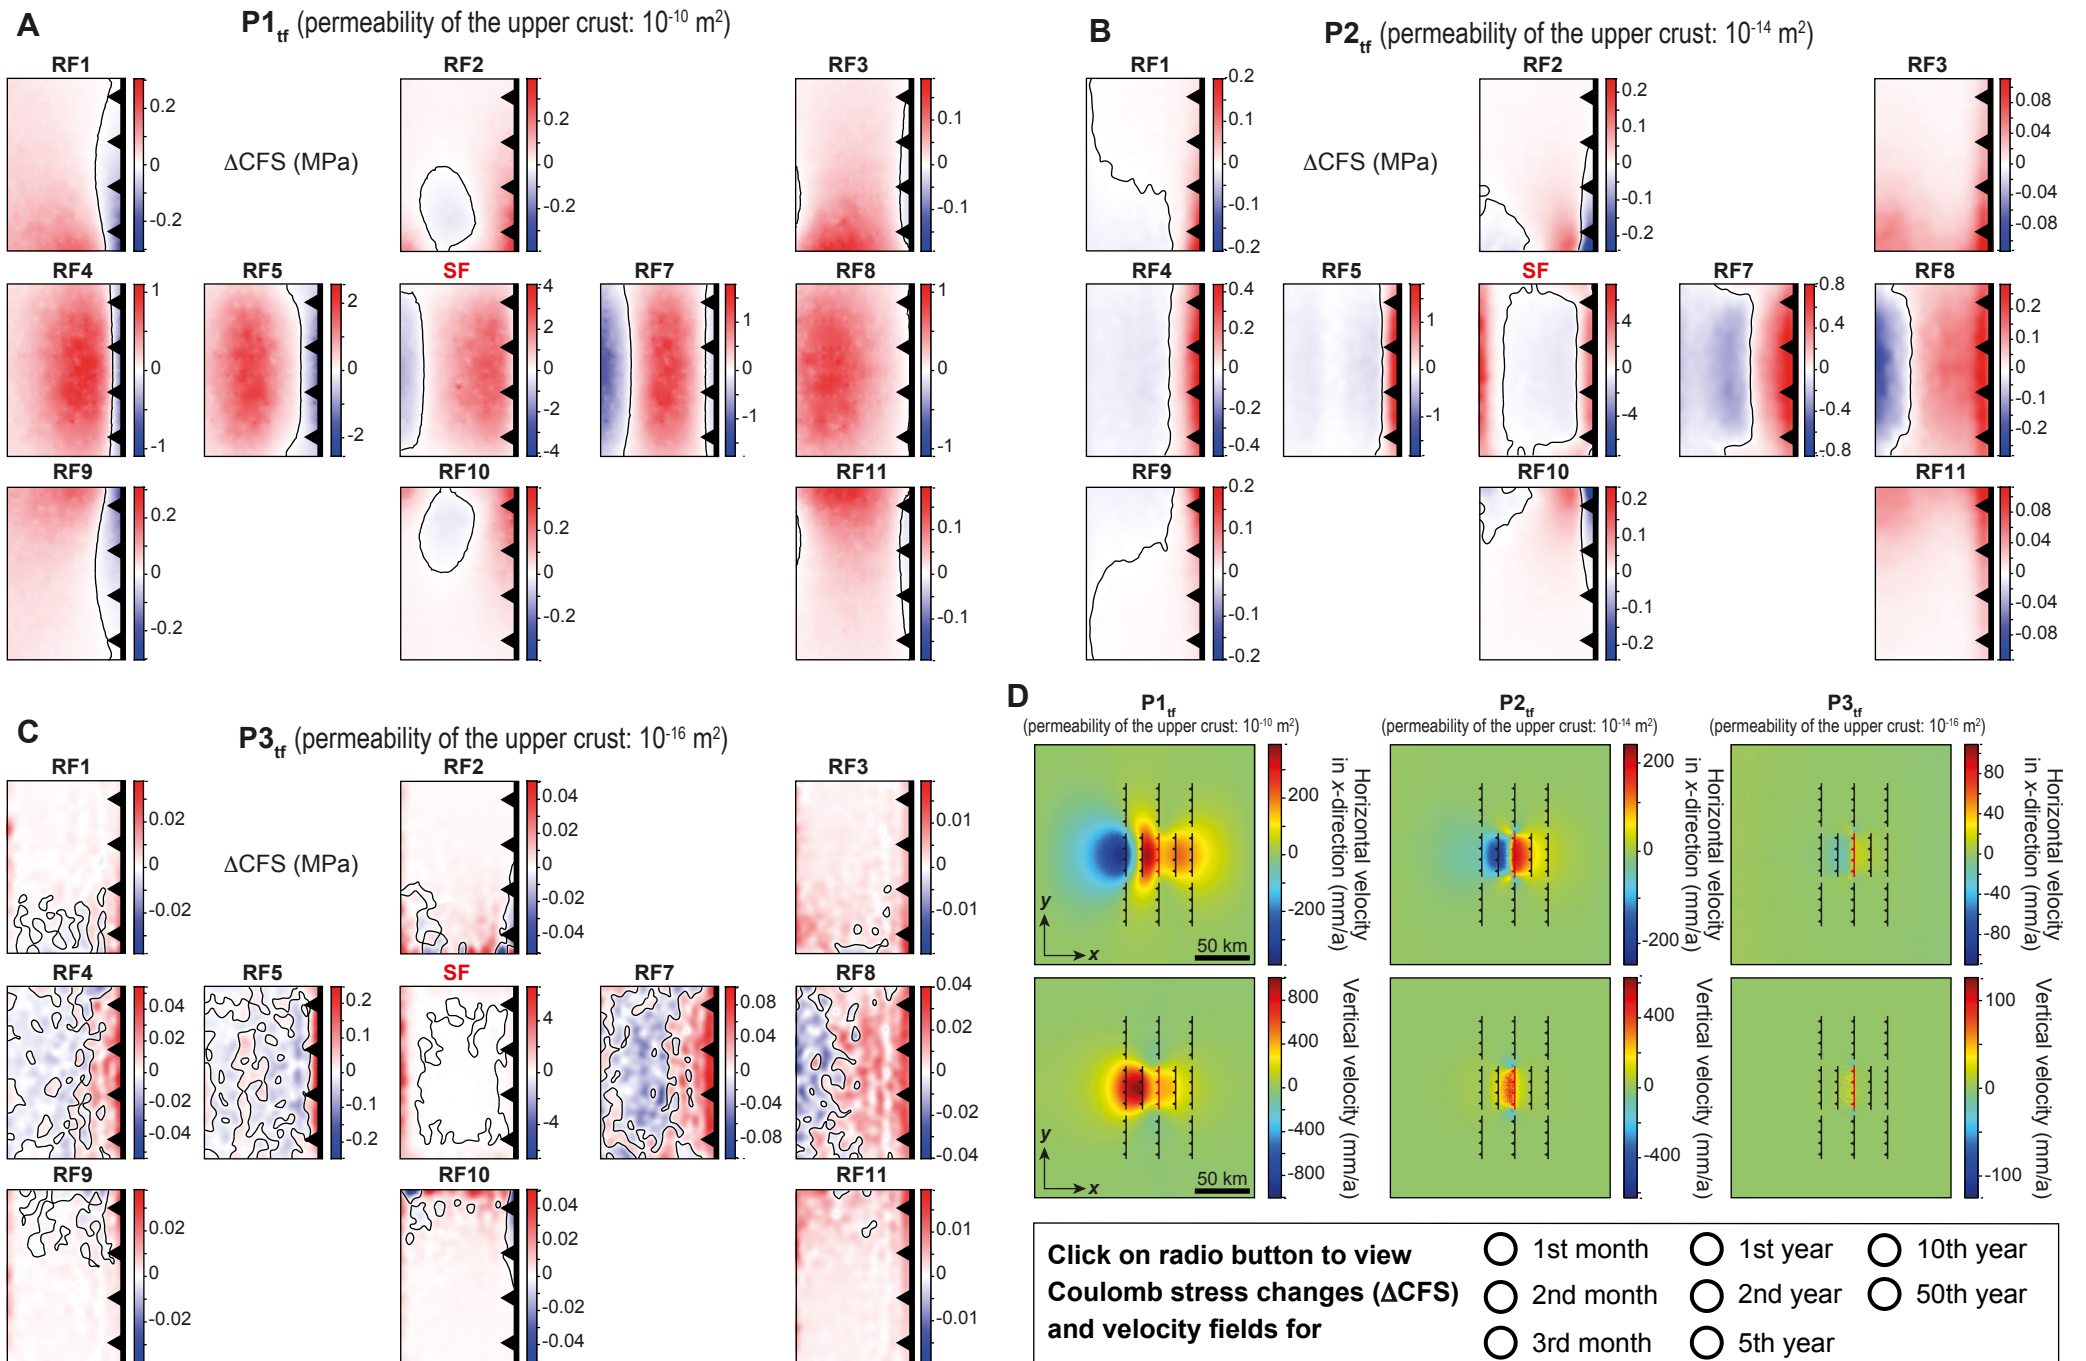 A
P1tf (permeability of the upper crust: 10-10 m2)
RF1
0.2
0
-0.2
ΔCFS (MPa)
RF2
0.2
0
-0.2
RF3
0.1
0
-0.1
RF4
1
0
-1
RF5
2
0
-2
SF
4
2
0
-2
-4
RF7
1
0
-1
RF8
1
0
-1
RF9
0.2
0
-0.2
RF10
0.2
0
-0.2
RF11
0.1
0
-0.1
B
P2tf (permeability of the upper crust: 10-14 m2)
RF1
0.2
0.1
0
-0.1
-0.2
ΔCFS (MPa)
RF2
0.2
0.1
0
-0.1
-0.2
RF3
0.08
0.04
0
-0.04
-0.08
RF4
0.4
0.2
0
-0.2
-0.4
RF5
1
0
-1
SF
4
0
-4
RF7
0.8
0.4
0
-0.4
-0.8
RF8
0.2
0.1
0
-0.1
-0.2
RF9
0.2
0.1
0
-0.1
-0.2
RF10
0.2
0.1
0
-0.1
-0.2
RF11
0.08
0.04
0
-0.04
-0.08
C
P3tf (permeability of the upper crust: 10-16 m2)
RF1
0.02
0
-0.02
ΔCFS (MPa)
RF2
0.04
0.02
0
-0.02
-0.04
RF3
0.01
0
-0.01
RF4
0.04
0.02
0
-0.02
-0.04
RF5
0.2
0.1
0
-0.1
-0.2
SF
4
0
-4
RF7
0.08
0.04
0
-0.04
-0.08
RF8
0.04
0.02
0
-0.02
-0.04
RF9
0.02
0
-0.02
RF10
0.04
0.02
0
-0.02
-0.04
RF11
0.01
0
-0.01
D
P1tf
(permeability of the upper crust: 10-10 m2)
y
x
50 km
200
0
-200
Horizontal velocity
in x-direction (mm/a)
P2tf
(permeability of the upper crust: 10-14 m2)
200
0
-200
Horizontal velocity
in x-direction (mm/a)
P3tf
(permeability of the upper crust: 10-16 m2)
80
40
0
-40
-80
Horizontal velocity
in x-direction (mm/a)
y
x
50 km
800
400
0
-400
-800
Vertical velocity (mm/a)
400
0
-400
Vertical velocity (mm/a)
100
0
-100
Vertical velocity (mm/a)
Click on radio button to view
Coulomb stress changes (ΔCFS)
and velocity fields for
1st month
2nd month
3rd month
1st year
2nd year
5th year
10th year
50th year